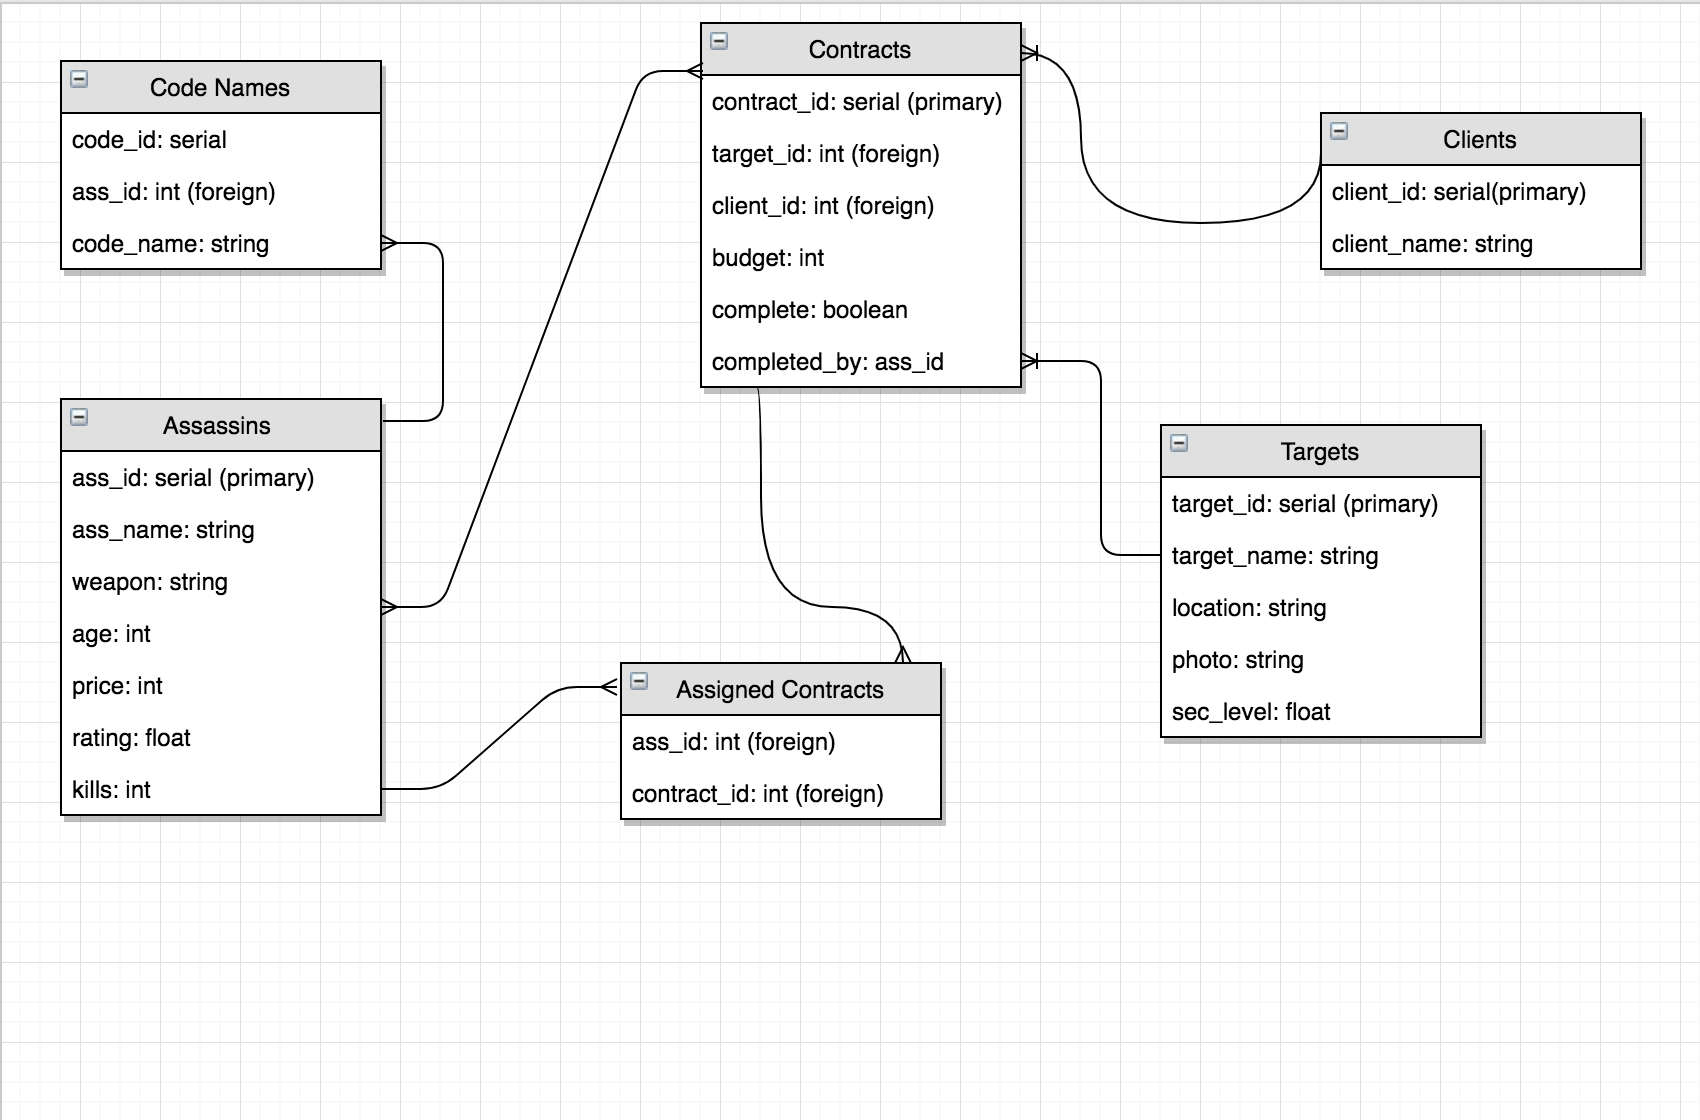 Code Names
code_id: serial
ass_id: int (foreign)
code_name: string
Assassins
ass_id: serial (primary)
ass_name: string
weapon: string
age: int
price: int
rating: float
kills: int
Contracts
contract_id: serial (primary)
target_id: int (foreign)
client_id: int (foreign)
budget: int
complete: boolean
completed_by: ass_id
Assigned Contracts
ass_id: int (foreign)
contract_id: int (foreign)
Clients
client_id: serial(primary)
client_name: string
Targets
target_id: serial (primary)
target_name: string
location: string
photo: string
sec_level: float